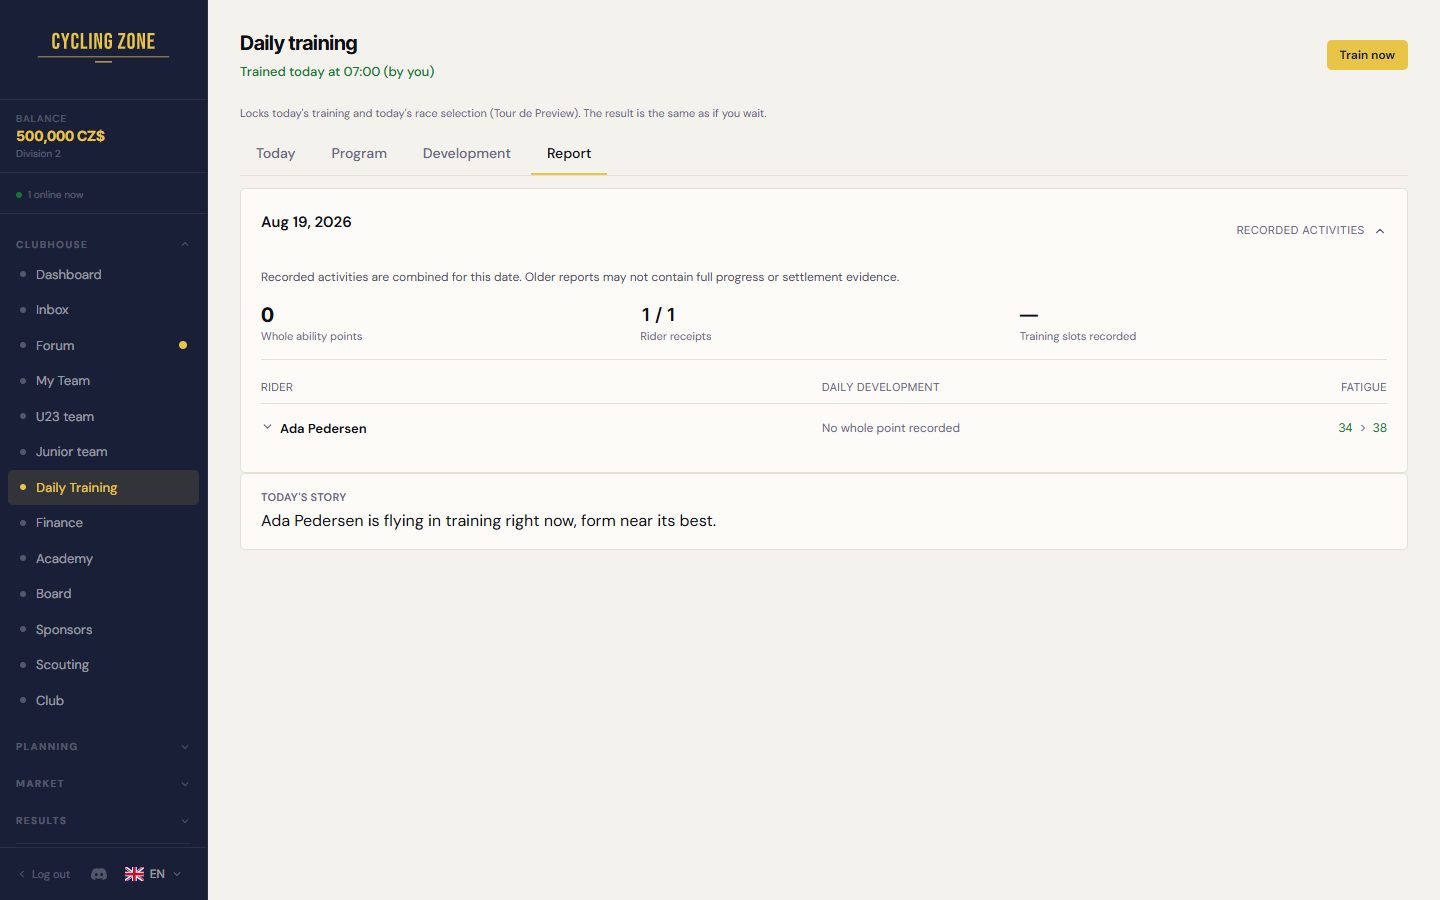 CYCLING ZONE
BALANCE
500,000 CZ$
Division 2
1 online now
CLUBHOUSE
Dashboard
Inbox
Forum
My Team
U23 team
Junior team
Daily Training
Finance
Academy
Board
Sponsors
Scouting
Club
PLANNING
MARKET
RESULTS
Log out
EN
Daily training
Trained today at 07:00 (by you)
Train now
Locks today's training and today's race selection (Tour de Preview). The result is the same as if you wait.
Today Program Development Report
Aug 19, 2026
RECORDED ACTIVITIES
Recorded activities are combined for this date. Older reports may not contain full progress or settlement evidence.
0 1 / 1 —
Whole ability points Rider receipts Training slots recorded
RIDER DAILY DEVELOPMENT FATIGUE
Ada Pedersen No whole point recorded 34 > 38
TODAY'S STORY
Ada Pedersen is flying in training right now, form near its best.